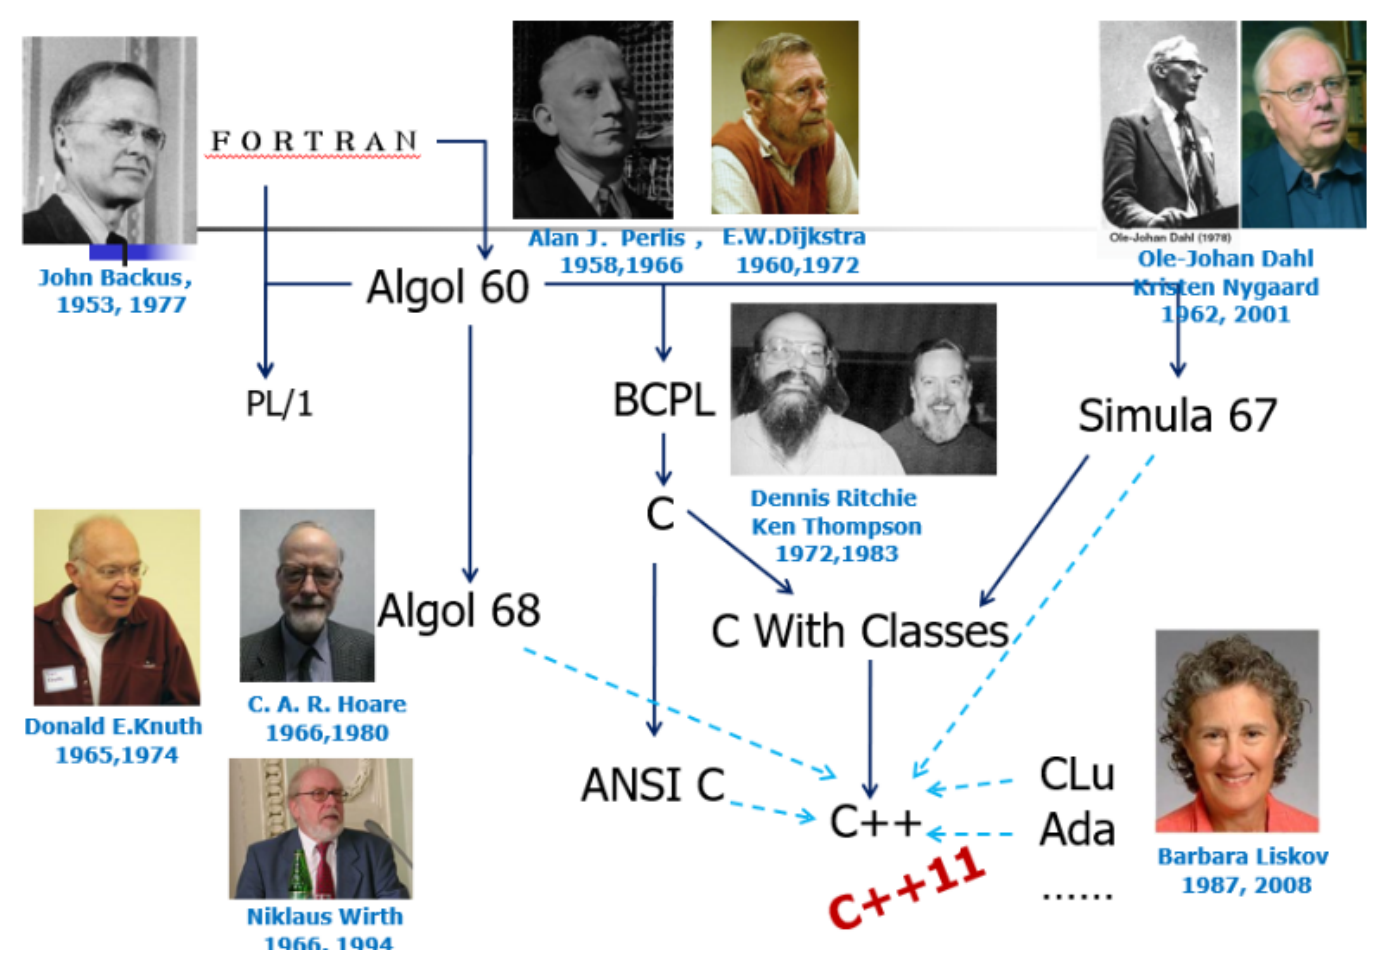 FORTRAN
Alan J. Perlis ,
1958,1966
E.W.Dijkstra
1960,1972
Ole-Johan Dahl (1978)
Ole-Johan Dahl
Kristen Nygaard
1962, 2001
John Backus,
1953, 1977
Algol 60
PL/1
BCPL
Simula 67
Dennis Ritchie
Ken Thompson
1972,1983
C
Algol 68
C With Classes
Donald E.Knuth
1965,1974
C. A. R. Hoare
1966,1980
ANSI C
C++
C++11
CLu
Ada
......
Barbara Liskov
1987, 2008
Niklaus Wirth
1966, 1994